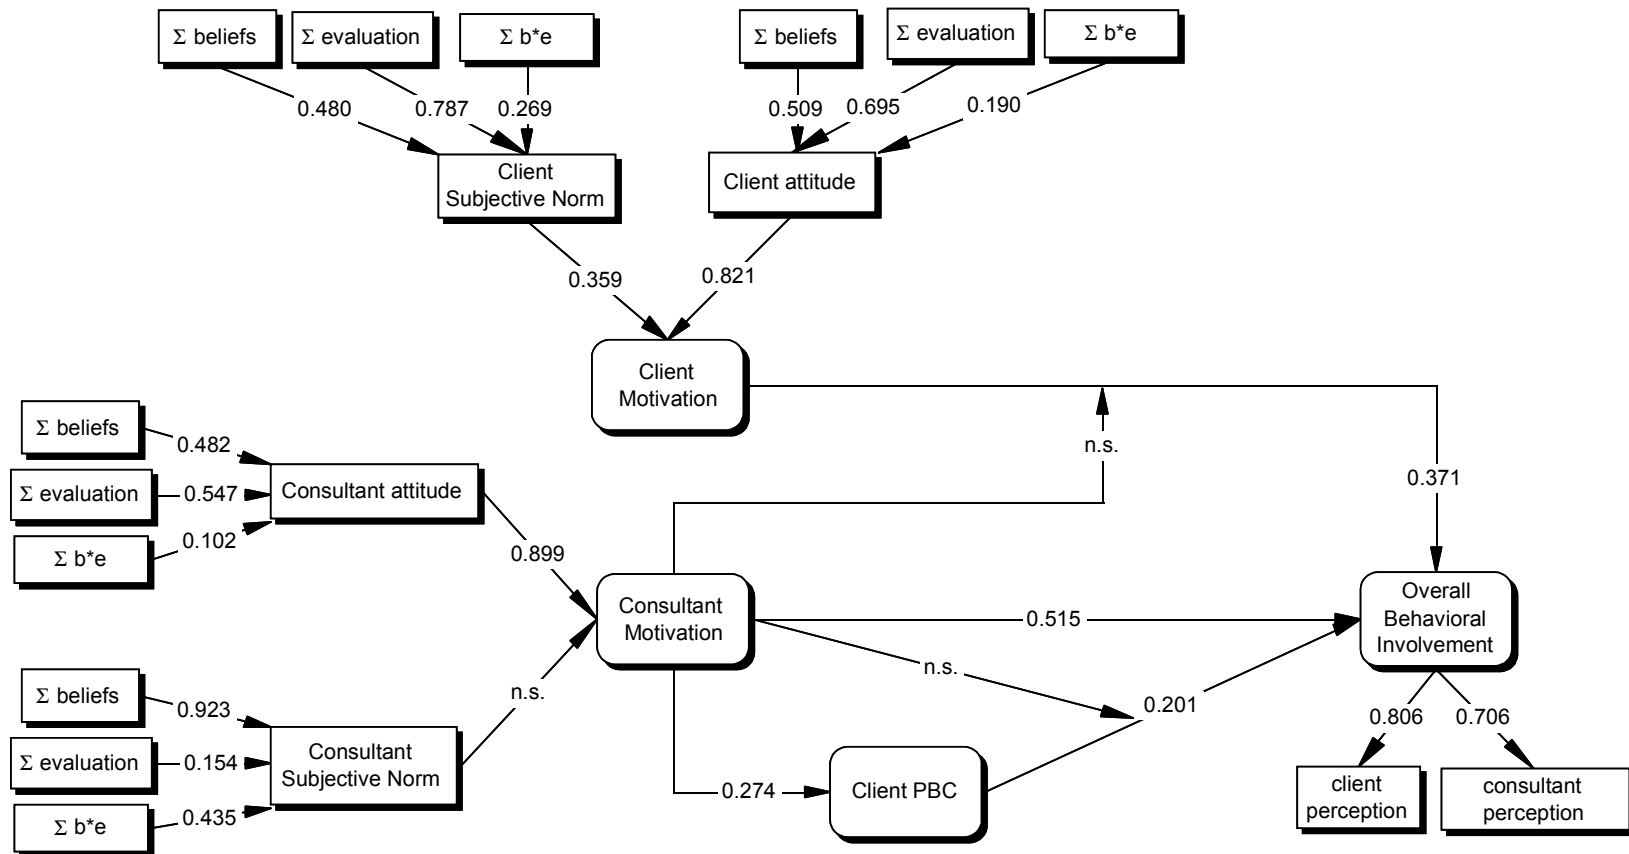 Σ beliefs
Σ evaluation
Σ b*e
Σ beliefs
Σ evaluation
Σ b*e
0.480
0.787
0.269
0.509
0.695
0.190
Client
Subjective Norm
Client attitude
0.359
0.821
Client
Motivation
Σ beliefs
0.482
Σ evaluation
0.547
Σ b*e
0.102
Consultant attitude
0.899
n.s.
0.371
Consultant
Motivation
0.515
Overall
Behavioral
Involvement
n.s.
n.s.
0.201
Σ beliefs
0.923
Σ evaluation
0.154
Σ b*e
0.435
Consultant
Subjective Norm
0.274
Client PBC
0.806
0.706
client
perception
consultant
perception